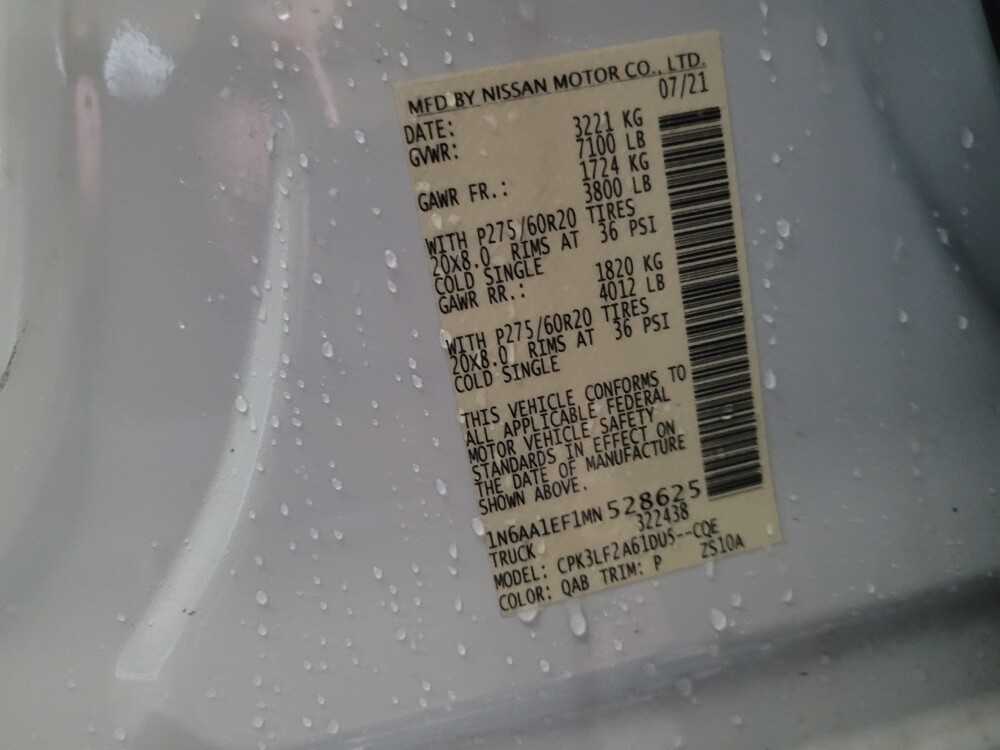 MFD BY NISSAN MOTOR CO., LTD.
DATE: 07/21
GVWR: 3221 KG
7100 LB
GAWR FR.: 1724 KG
3800 LB
WITH P275/60R20 TIRES
20X8.0 RIMS AT 36 PSI
COLD SINGLE
GAWR RR.: 1820 KG
4012 LB
WITH P275/60R20 TIRES
20X8.0 RIMS AT 36 PSI
COLD SINGLE
THIS VEHICLE CONFORMS TO
ALL APPLICABLE FEDERAL
MOTOR VEHICLE SAFETY
STANDARDS IN EFFECT ON
THE DATE OF MANUFACTURE
SHOWN ABOVE.
1N6AA1EF1MN528625
TRUCK 322438
MODEL: CPK3LF2A61DU5--CQE
COLOR: QAB TRIM: P ZS10A